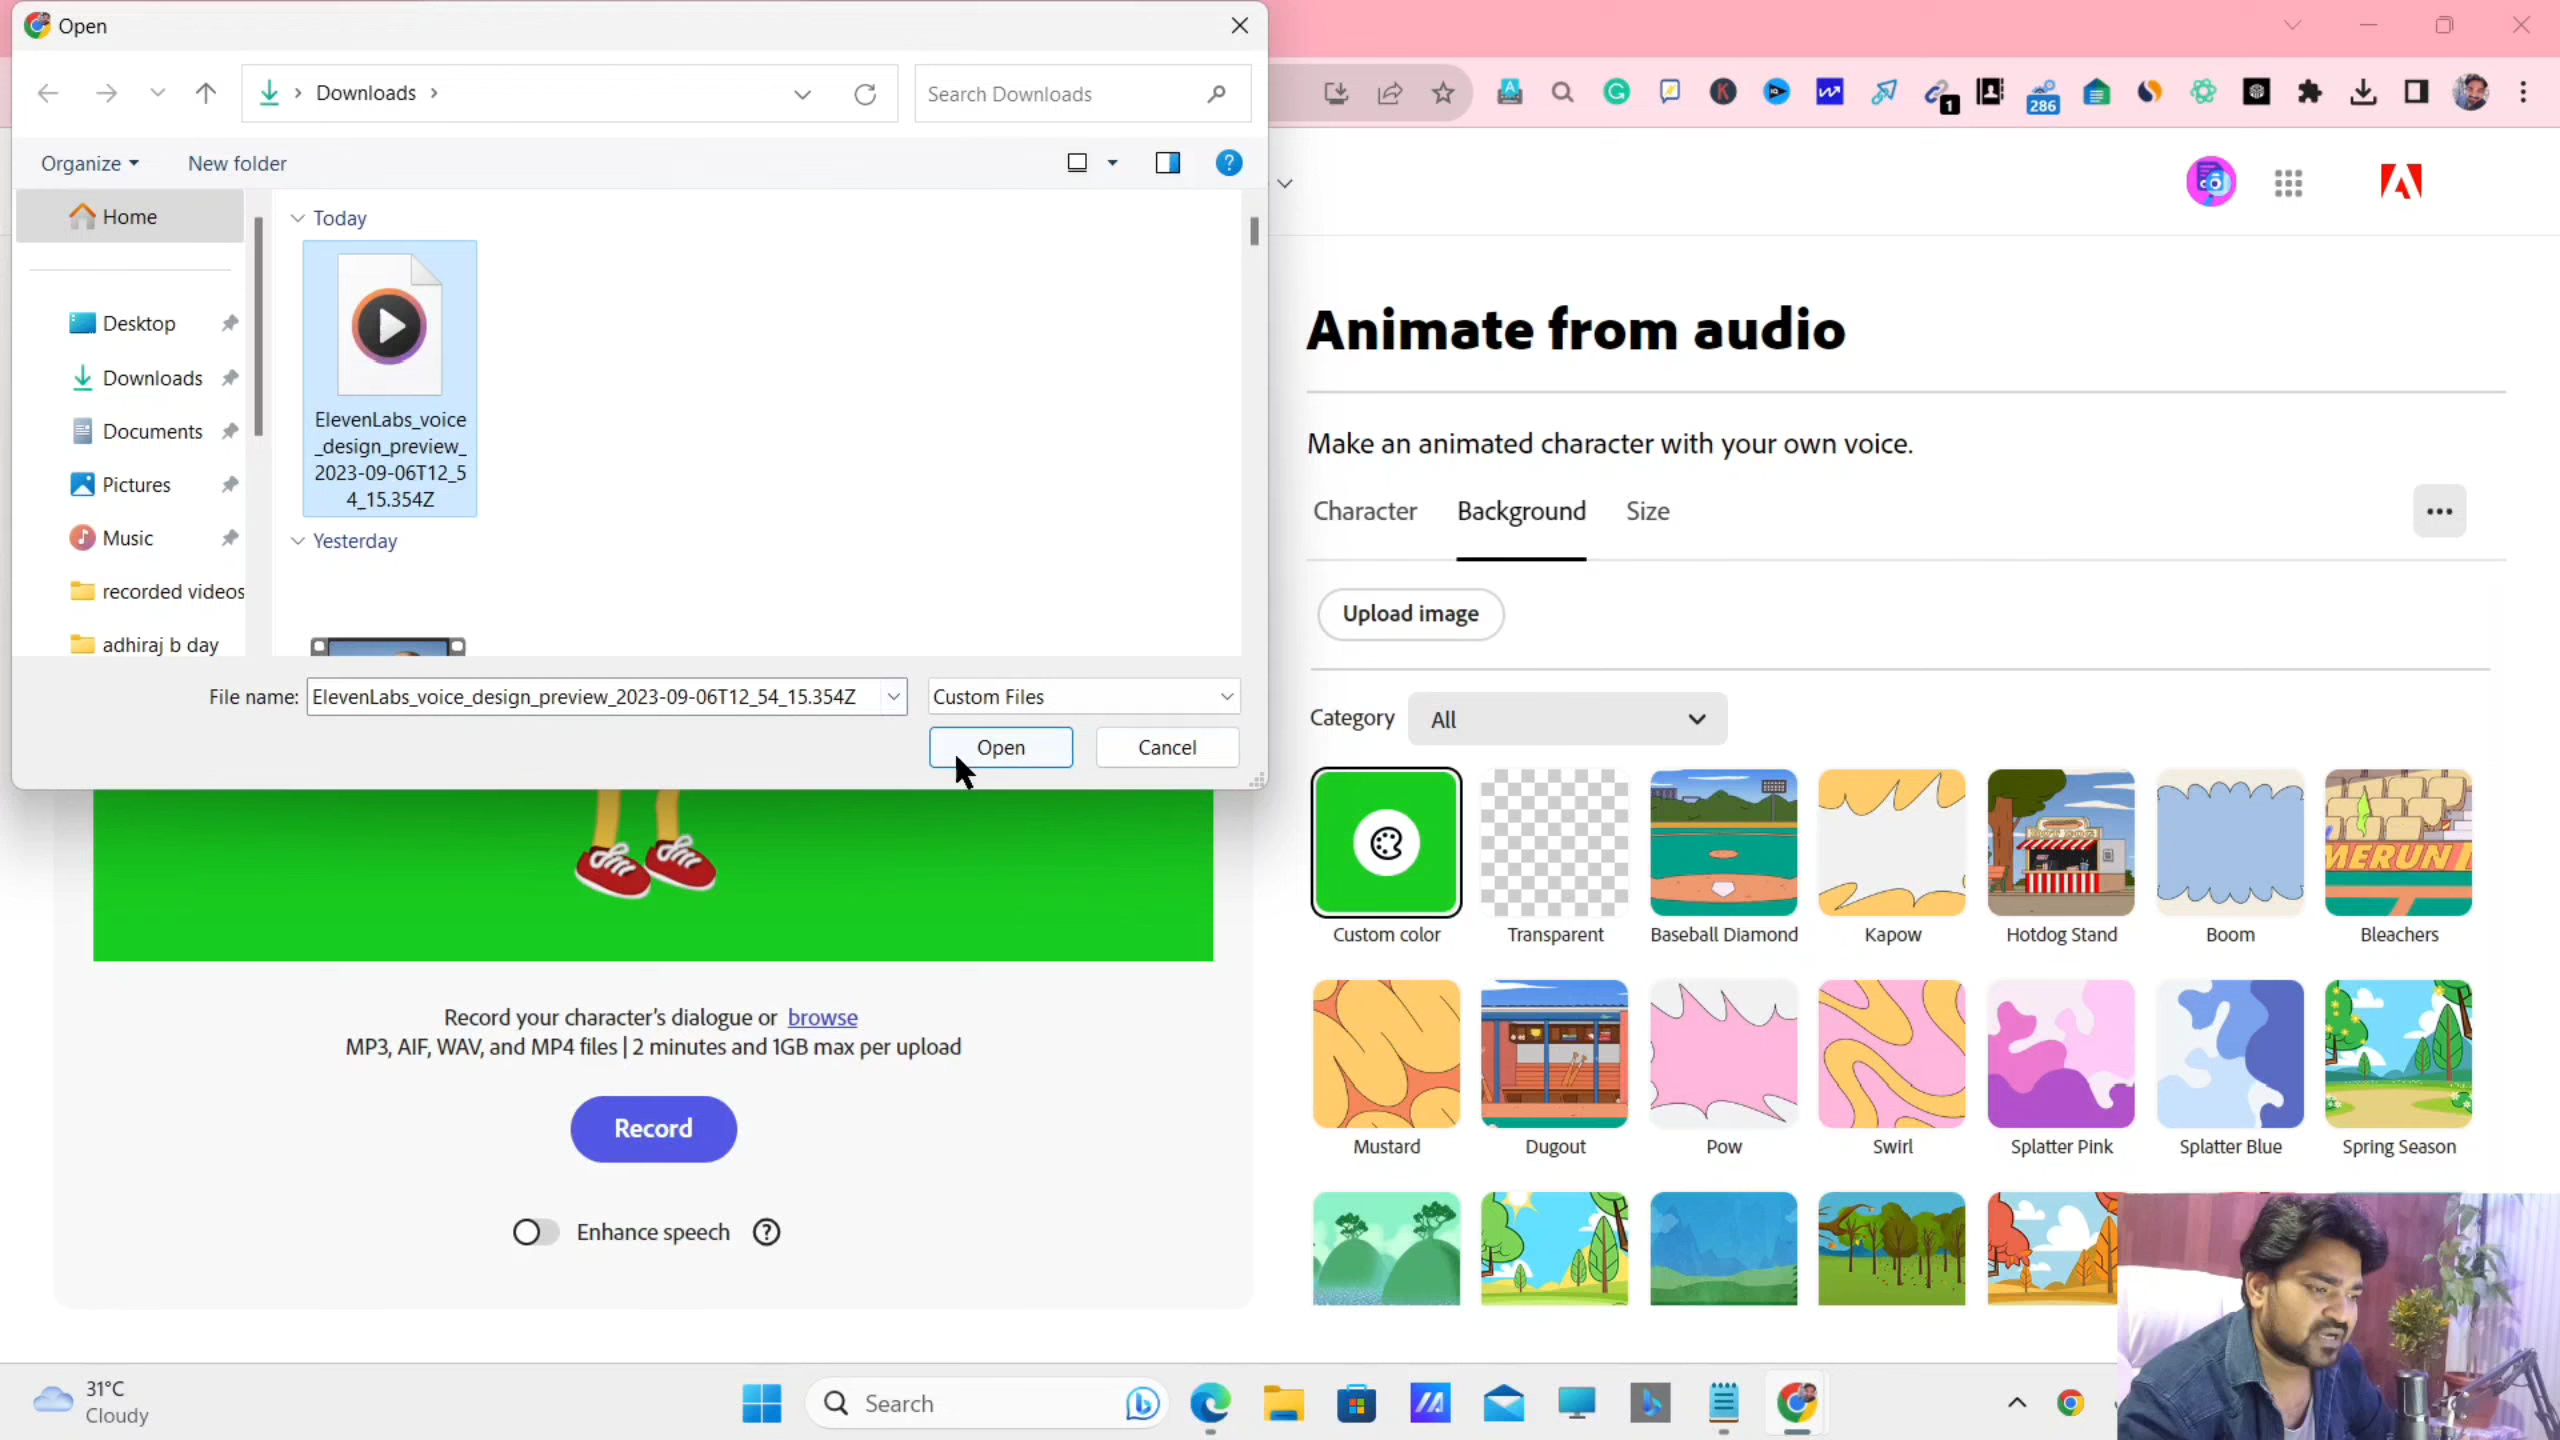 Open
Downloads
Search Downloads
Organize
New folder
Home
Desktop
Downloads
Documents
Pictures
Music
recorded videos
adhiraj b day
Today
ElevenLabs_voice
_design_preview_
2023-09-06T12_5
4_15.354Z
Yesterday
File name:
ElevenLabs_voice_design_preview_2023-09-06T12_54_15.354Z
Custom Files
Open
Cancel
1
286
Animate from audio
Make an animated character with your own voice.
Character
Background
Size
Upload image
Category
All
Custom color
Transparent
Baseball Diamond
Kapow
Hotdog Stand
Boom
MERUN
Bleachers
Mustard
Dugout
Pow
Swirl
Splatter Pink
Splatter Blue
Spring Season
Record your character's dialogue or browse
MP3, AIF, WAV, and MP4 files | 2 minutes and 1GB max per upload
Record
Enhance speech
31°C
Cloudy
Search